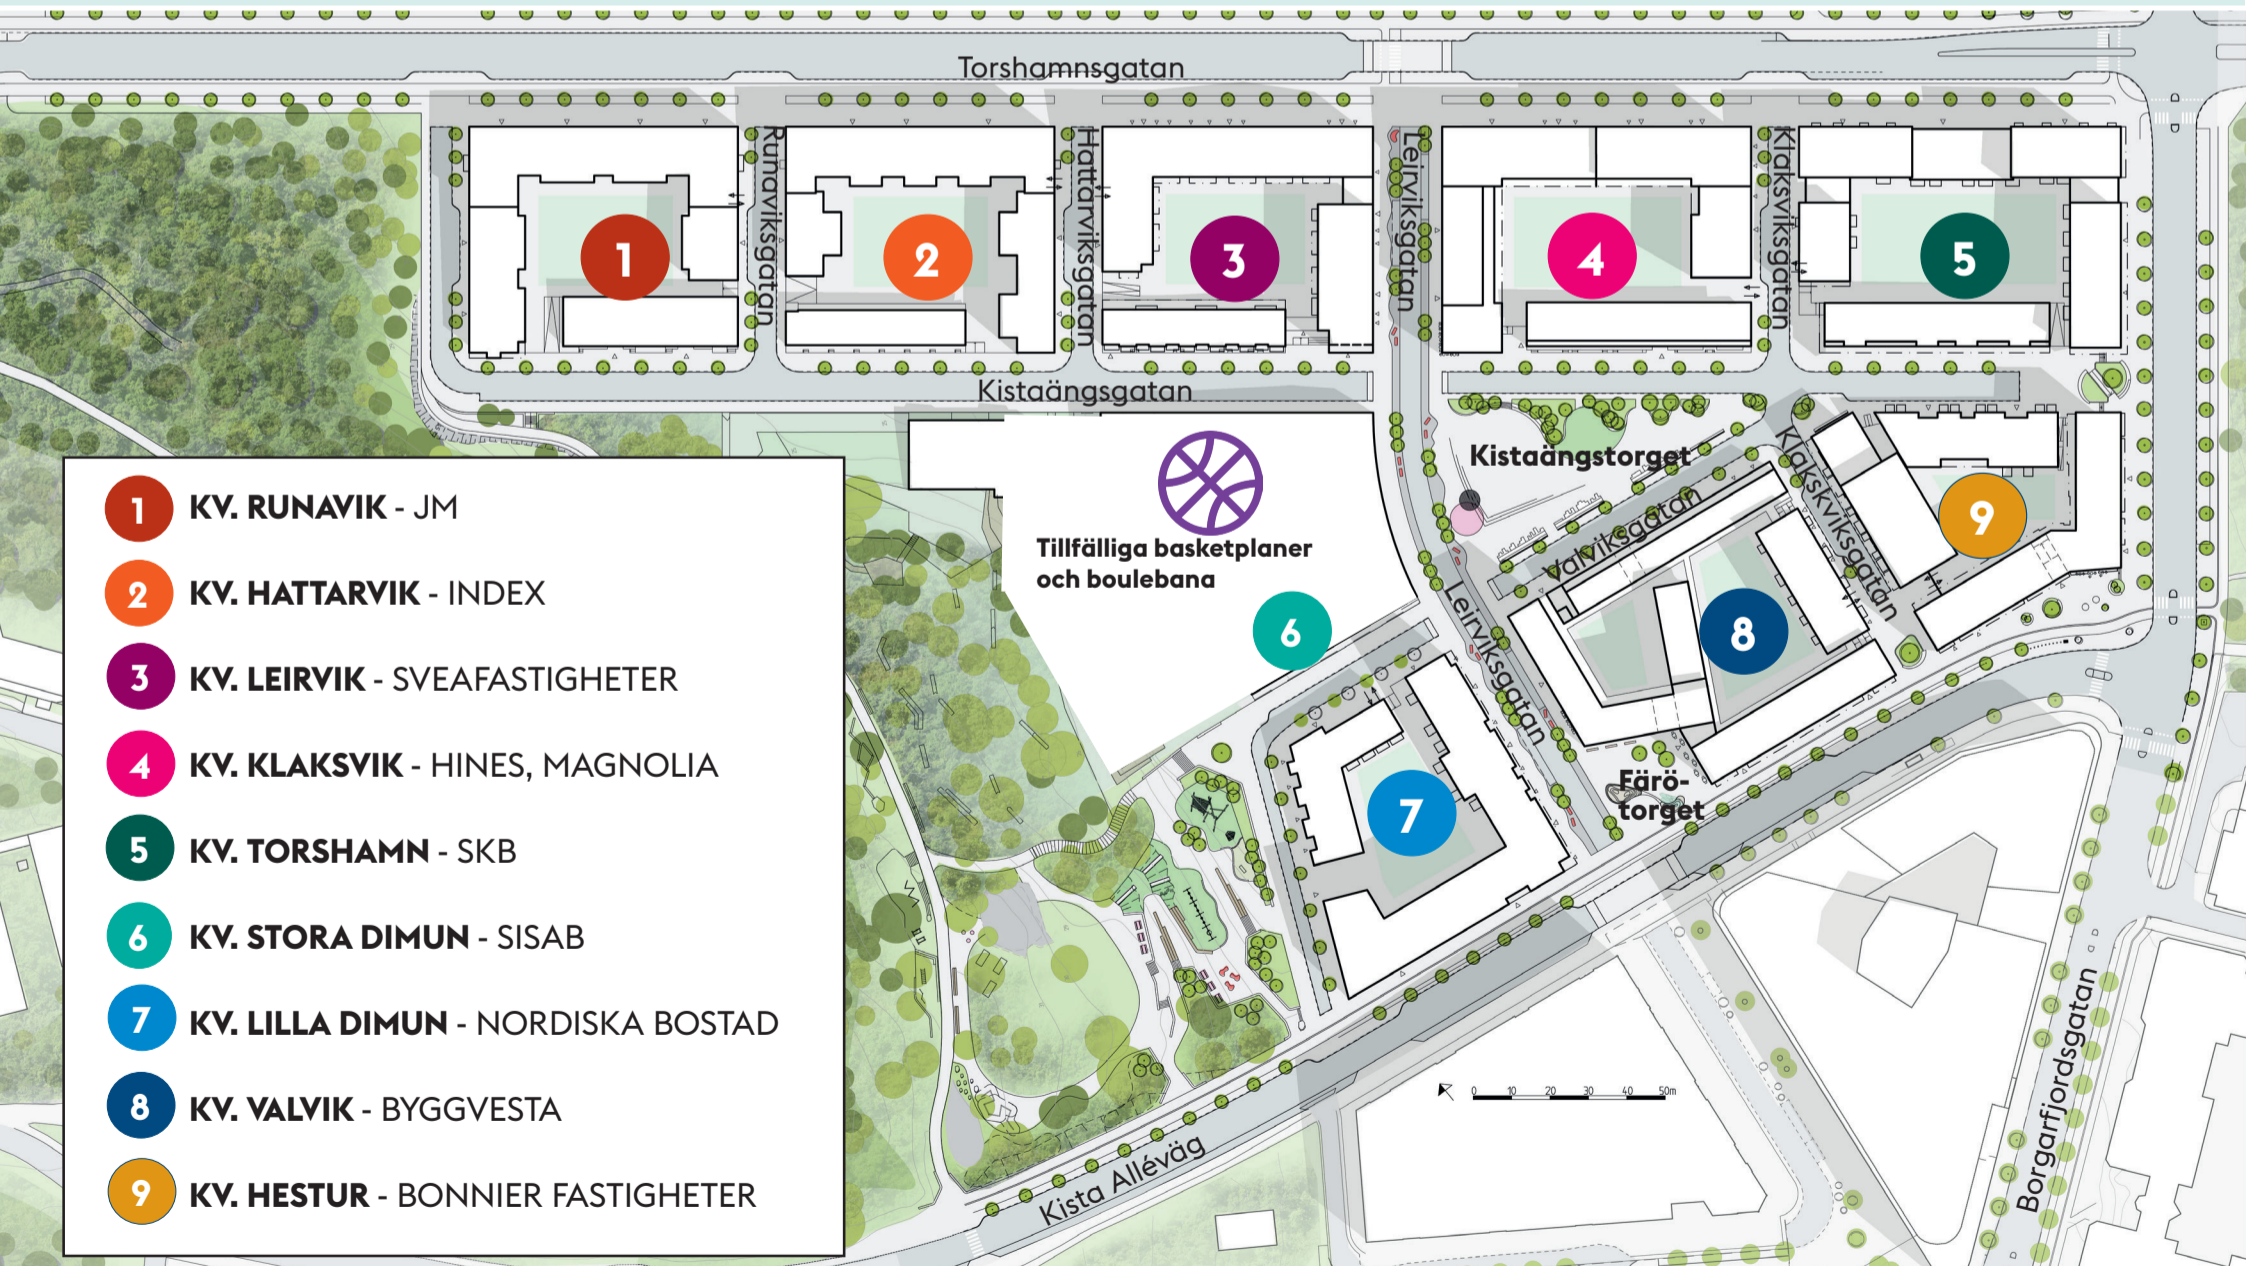 Torshamnsgatan
Runaviksgatan
Hattarviksgatan
Leirviksgatan
Klaksviksgatan
1
2
3
4
5
Kistaängsgatan
Kistaängstorget
Klakskviksgatan
Valviksgatan
9
Tillfälliga basketplaner
och boulebana
6
8
Leirviksgatan
7
Färö-
torget
0 10 20 30 40 50m
Kista Alléväg
Borgarfjordsgatan
1 KV. RUNAVIK - JM
2 KV. HATTARVIK - INDEX
3 KV. LEIRVIK - SVEAFASTIGHETER
4 KV. KLAKSVIK - HINES, MAGNOLIA
5 KV. TORSHAMN - SKB
6 KV. STORA DIMUN - SISAB
7 KV. LILLA DIMUN - NORDISKA BOSTAD
8 KV. VALVIK - BYGGVESTA
9 KV. HESTUR - BONNIER FASTIGHETER